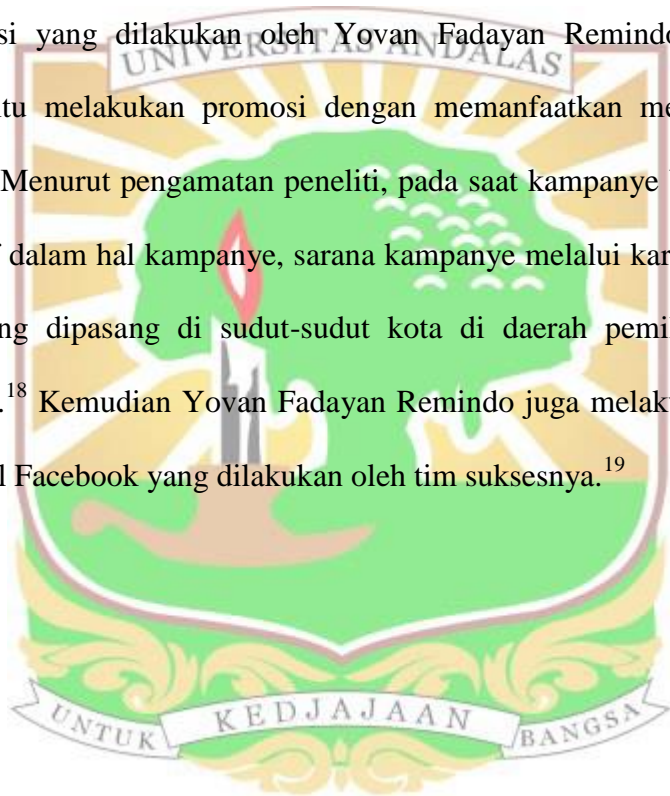 si yang dilakukan oleh Yovan Fadayan Remindo
UNIVERSITAS ANDALAS
tu melakukan promosi dengan memanfaatkan me
Menurut pengamatan peneliti, pada saat kampanye
dalam hal kampanye, sarana kampanye melalui kar
ng dipasang di sudut-sudut kota di daerah pemi
.18 Kemudian Yovan Fadayan Remindo juga melak
l Facebook yang dilakukan oleh tim suksesnya.19
UNTUK KEDJAJAAN BANGSA